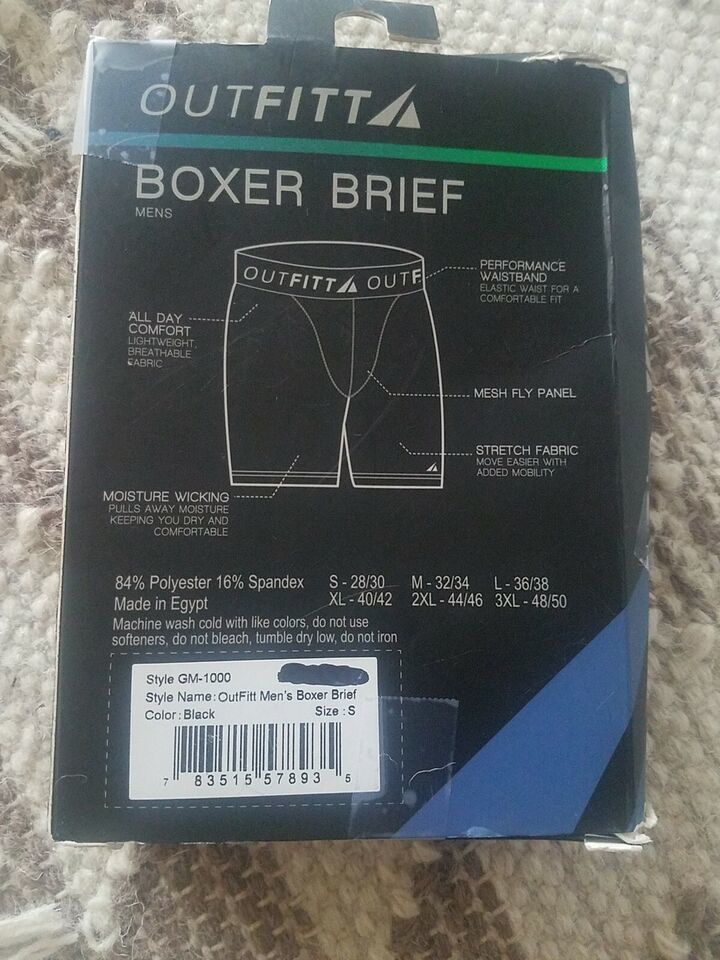 OUTFITT
BOXER BRIEF
MENS
OUTFITT OUTF
PERFORMANCE
WAISTBAND
ELASTIC WAIST FOR A
COMFORTABLE FIT
ALL DAY
COMFORT
LIGHTWEIGHT,
BREATHABLE
FABRIC
MESH FLY PANEL
STRETCH FABRIC
MOVE EASIER WITH
ADDED MOBILITY
MOISTURE WICKING
PULLS AWAY MOISTURE
KEEPING YOU DRY AND
COMFORTABLE
84% Polyester 16% Spandex
Made in Egypt
S - 28/30 M - 32/34 L - 36/38
XL - 40/42 2XL - 44/46 3XL - 48/50
Machine wash cold with like colors, do not use
softeners, do not bleach, tumble dry low, do not iron
Style GM-1000
Style Name: OutFitt Men's Boxer Brief
Color: Black Size: S
7 83515 57893 5